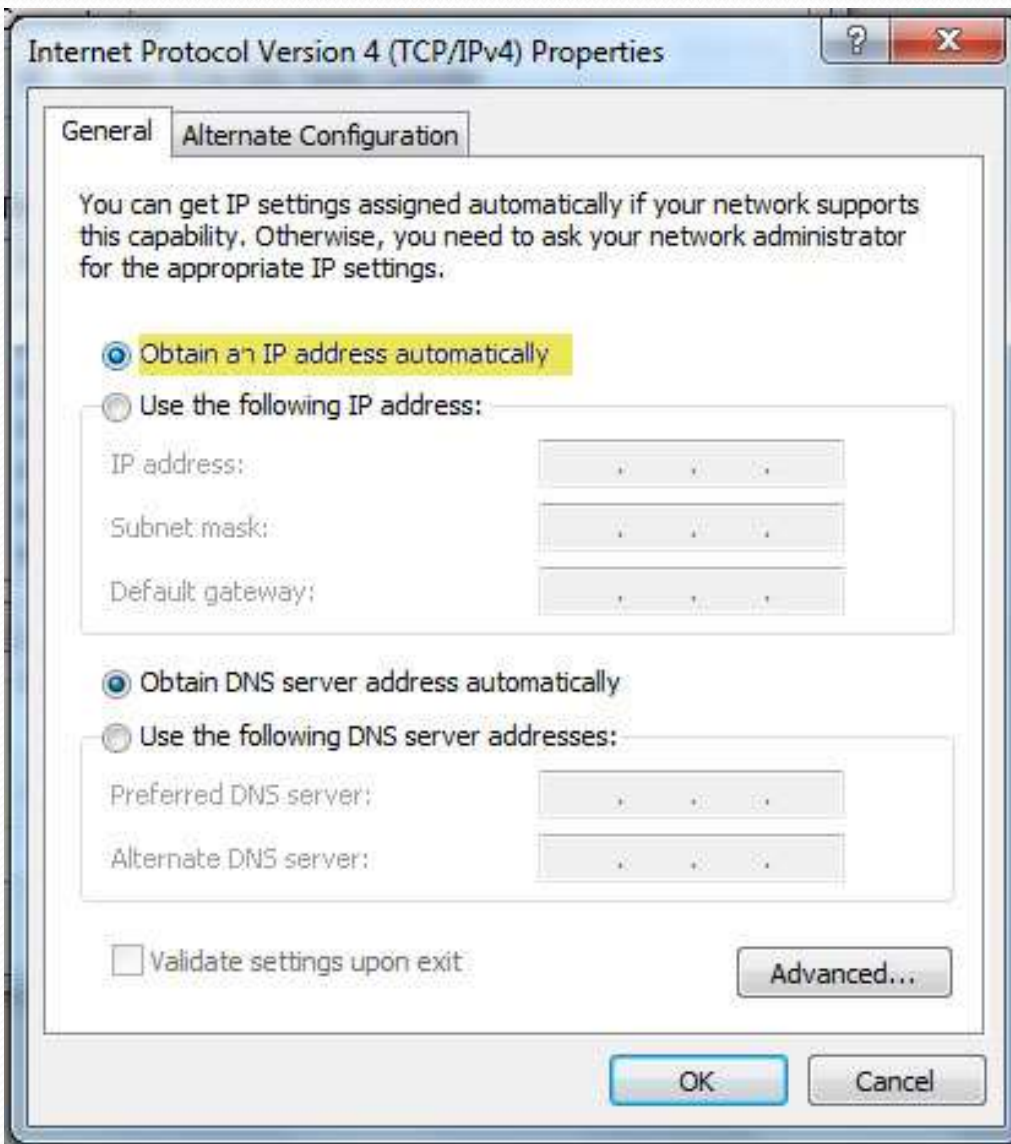 Internet Protocol Version 4 (TCP/IPv4) Properties
?
General
Alternate Configuration
You can get IP settings assigned automatically if your network supports
this capability. Otherwise, you need to ask your network administrator
for the appropriate IP settings.
Obtain an IP address automatically
Use the following IP address:
IP address:
Subnet mask:
Default gateway:
Obtain DNS server address automatically
Use the following DNS server addresses:
Preferred DNS server:
Alternate DNS server:
Validate settings upon exit
Advanced...
OK
Cancel